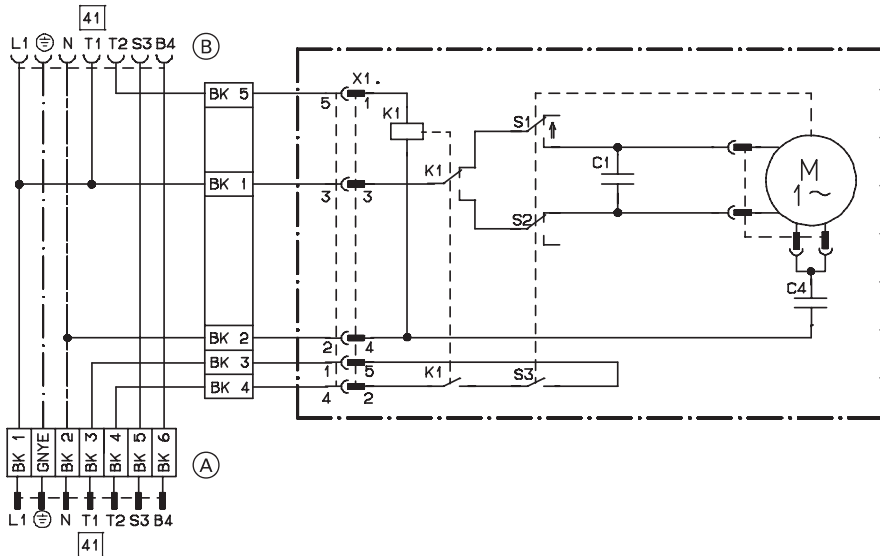 41
L1 N T1 T2 S3 B4 B
BK 5
BK 1
BK 2
BK 3
BK 4
X1.
5 1
3 3
2 4
1 5
4 2
K1
K1
S1
S2
C1
M
1~
C4
K1
S3
BK 1
GNYE
BK 2
BK 3
BK 4
BK 5
BK 6
A
L1 N T1 T2 S3 B4
41